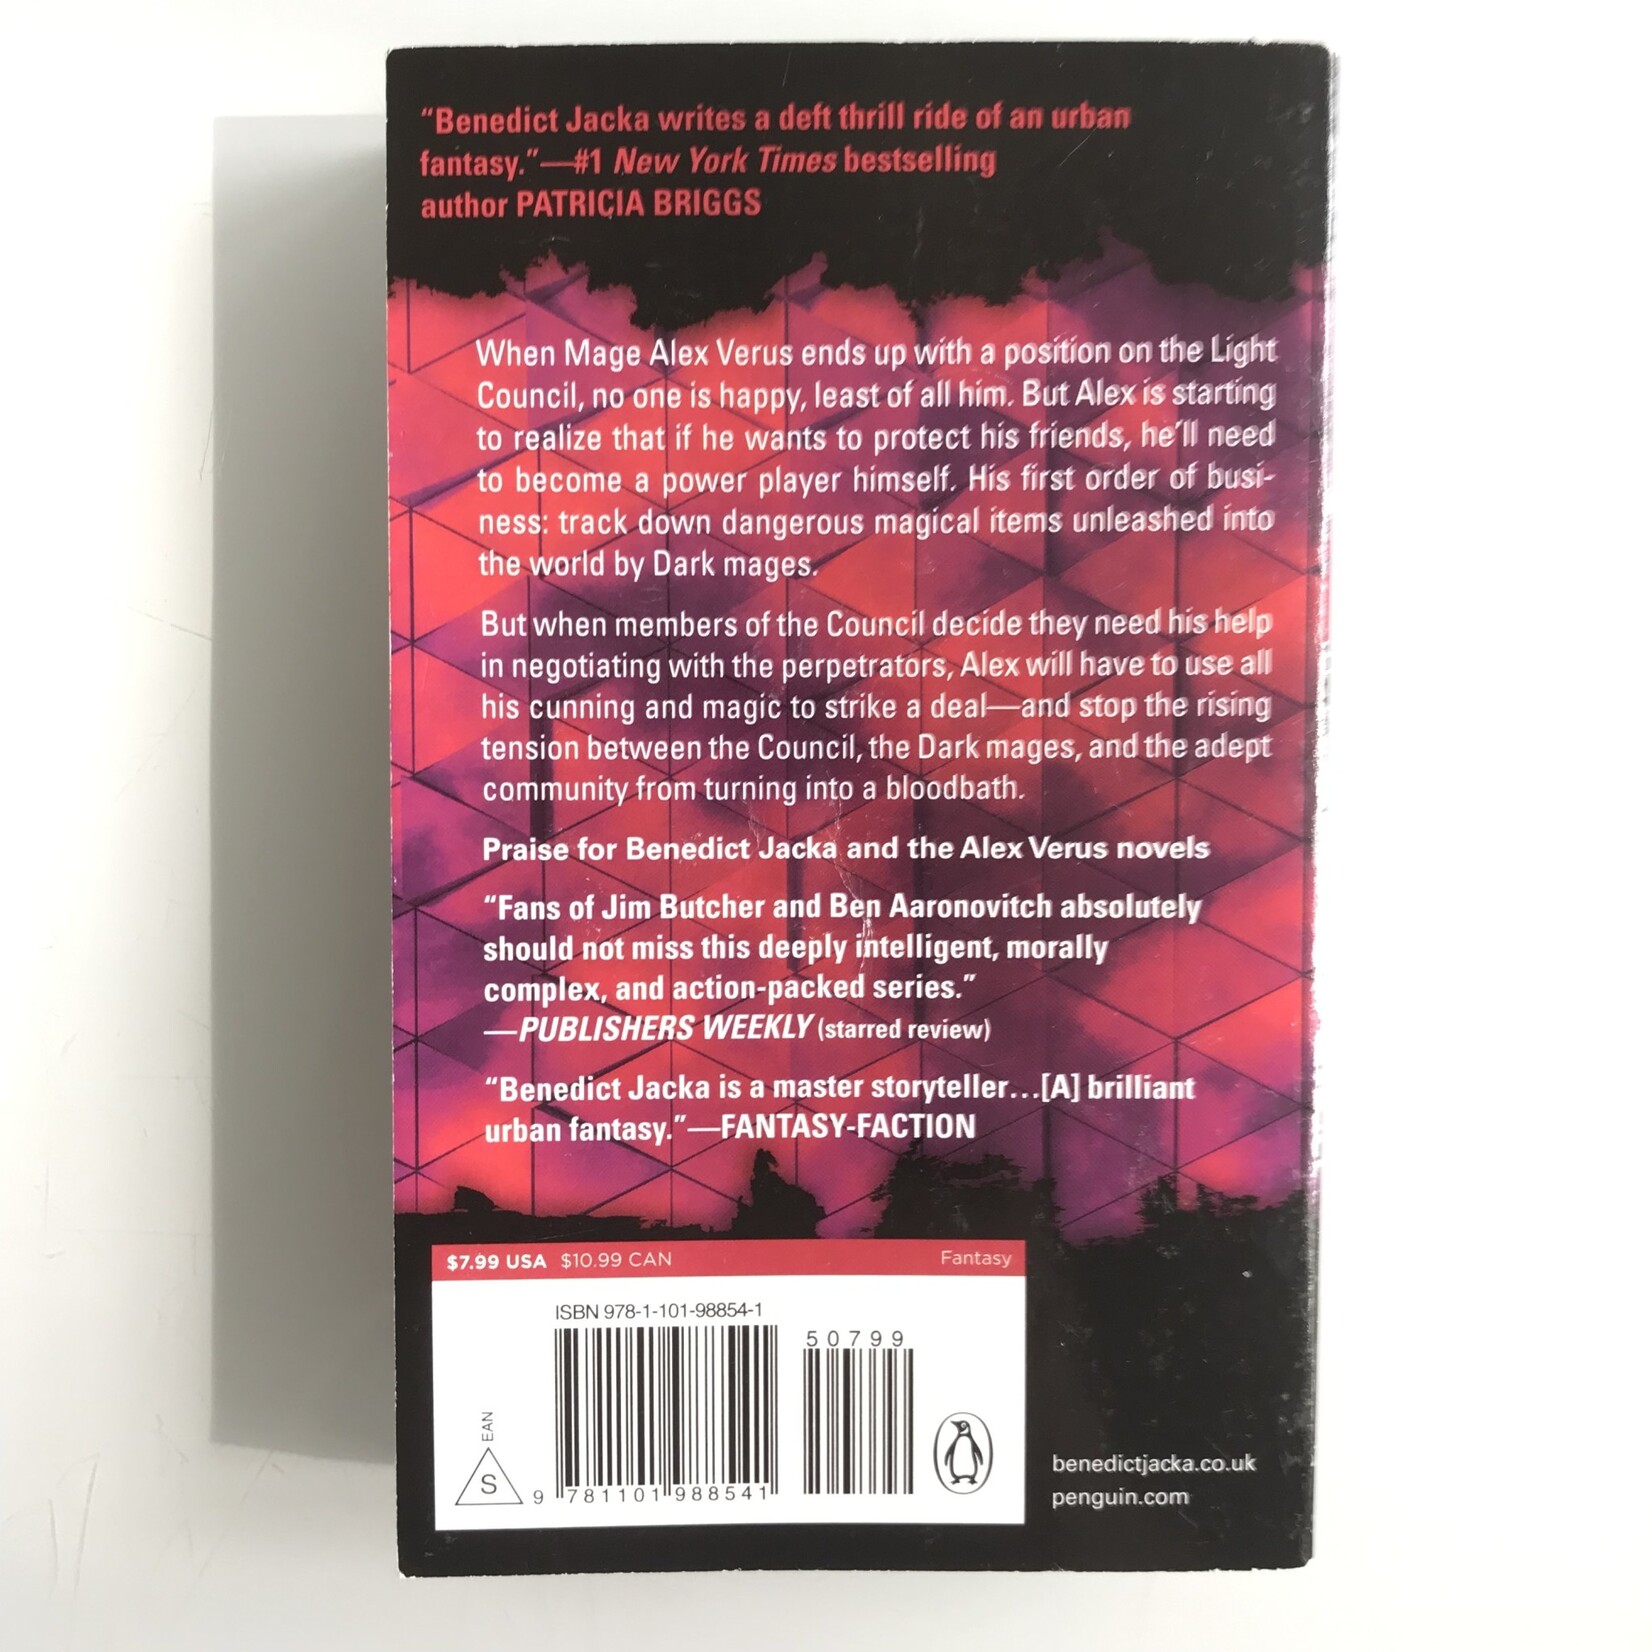 “Benedict Jacka writes a deft thrill ride of an urban
fantasy.”—#1 New York Times bestselling
author PATRICIA BRIGGS
When Mage Alex Verus ends up with a position on the Light
Council, no one is happy, least of all him. But Alex is starting
to realize that if he wants to protect his friends, he’ll need
to become a power player himself. His first order of busi-
ness: track down dangerous magical items unleashed into
the world by Dark mages.
But when members of the Council decide they need his help
in negotiating with the perpetrators, Alex will have to use all
his cunning and magic to strike a deal—and stop the rising
tension between the Council, the Dark mages, and the adept
community from turning into a bloodbath.
Praise for Benedict Jacka and the Alex Verus novels
“Fans of Jim Butcher and Ben Aaronovitch absolutely
should not miss this deeply intelligent, morally
complex, and action-packed series.”
—PUBLISHERS WEEKLY (starred review)
“Benedict Jacka is a master storyteller…[A] brilliant
urban fantasy.”—FANTASY-FACTION
$7.99 USA $10.99 CAN Fantasy
ISBN 978-1-101-98854-1
50799
EAN
S
9 781101 988541
benedictjacka.co.uk
penguin.com